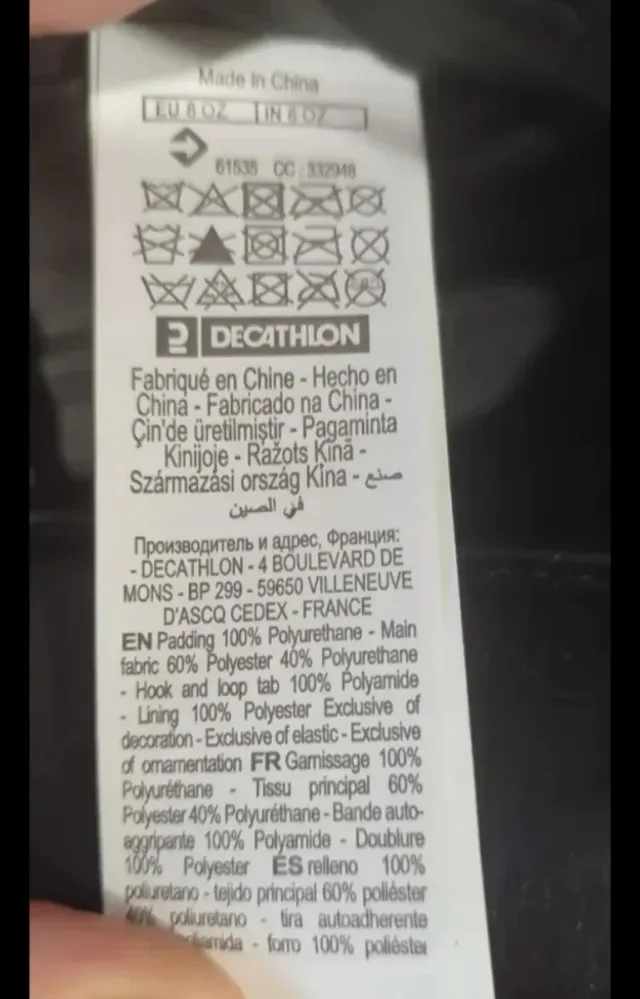 Made in China
EU 8 OZ IN 8 OZ
61535 CC : 332948
DECATHLON
Fabriqué en Chine - Hecho en
China - Fabricado na China -
Çin'de üretilmiştir - Pagaminta
Kinijoje - Ražots Ķīnā -
Származási ország Kína - صنع
في الصين
Производитель и адрес, Франция:
- DECATHLON - 4 BOULEVARD DE
MONS - BP 299 - 59650 VILLENEUVE
D'ASCQ CEDEX - FRANCE
EN Padding 100% Polyurethane - Main
fabric 60% Polyester 40% Polyurethane
- Hook and loop tab 100% Polyamide
- Lining 100% Polyester Exclusive of
decoration - Exclusive of elastic - Exclusive
of ornamentation FR Garnissage 100%
Polyuréthane - Tissu principal 60%
Polyester 40% Polyuréthane - Bande auto-
aggripante 100% Polyamide - Doublure
100% Polyester ES relleno 100%
poliuretano - tejido principal 60% poliéster
40% poliuretano - tira autoadherente
- forro 100% poliéster